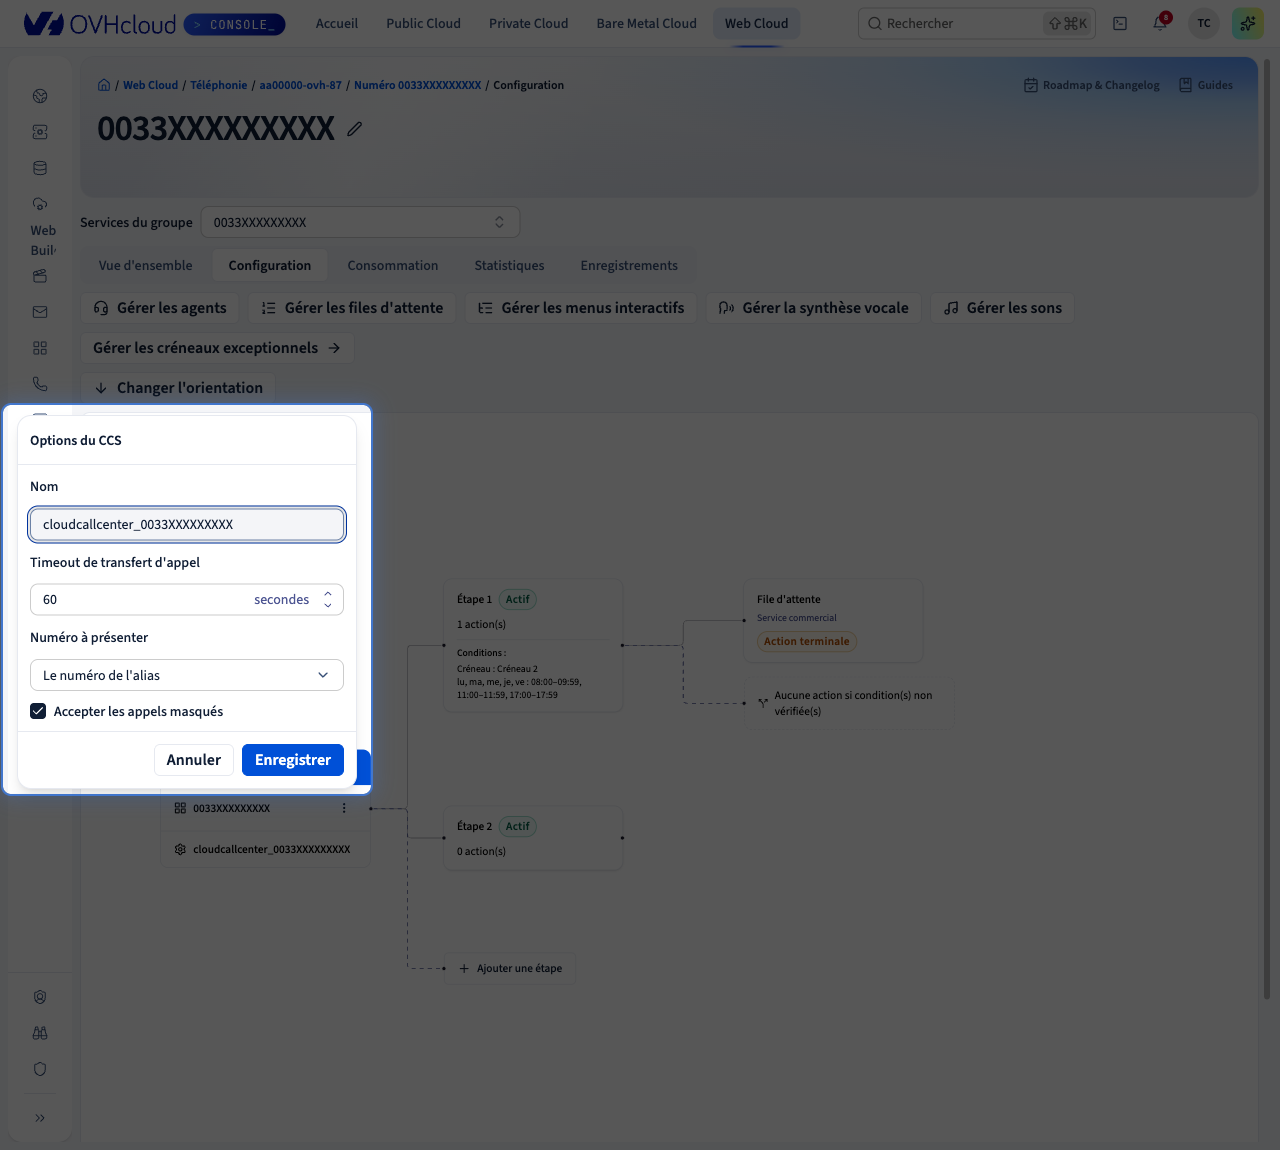 OVHcloud > CONSOLE_ Accueil Public Cloud Private Cloud Bare Metal Cloud Web Cloud Rechercher ⇧⌘K 8 TC
/ Web Cloud / Téléphonie / aa00000-ovh-87 / Numéro 0033XXXXXXXXX / Configuration
Roadmap & Changelog Guides
0033XXXXXXXXX
Services du groupe 0033XXXXXXXXX
Web
Buil
Vue d'ensemble Configuration Consommation Statistiques Enregistrements
Gérer les agents Gérer les files d'attente Gérer les menus interactifs Gérer la synthèse vocale Gérer les sons
Gérer les créneaux exceptionnels →
↓ Changer l'orientation
Options du CCS
Nom
cloudcallcenter_0033XXXXXXXXX
Timeout de transfert d'appel
60 secondes
Numéro à présenter
Le numéro de l'alias
Accepter les appels masqués
Annuler Enregistrer
0033XXXXXXXXX
cloudcallcenter_0033XXXXXXXXX
Étape 1 Actif
1 action(s)
Conditions :
Créneau : Créneau 2
lu, ma, me, je, ve : 08:00–09:59,
11:00–11:59, 17:00–17:59
File d'attente
Service commercial
Action terminale
Aucune action si condition(s) non
vérifiée(s)
Étape 2 Actif
0 action(s)
+ Ajouter une étape